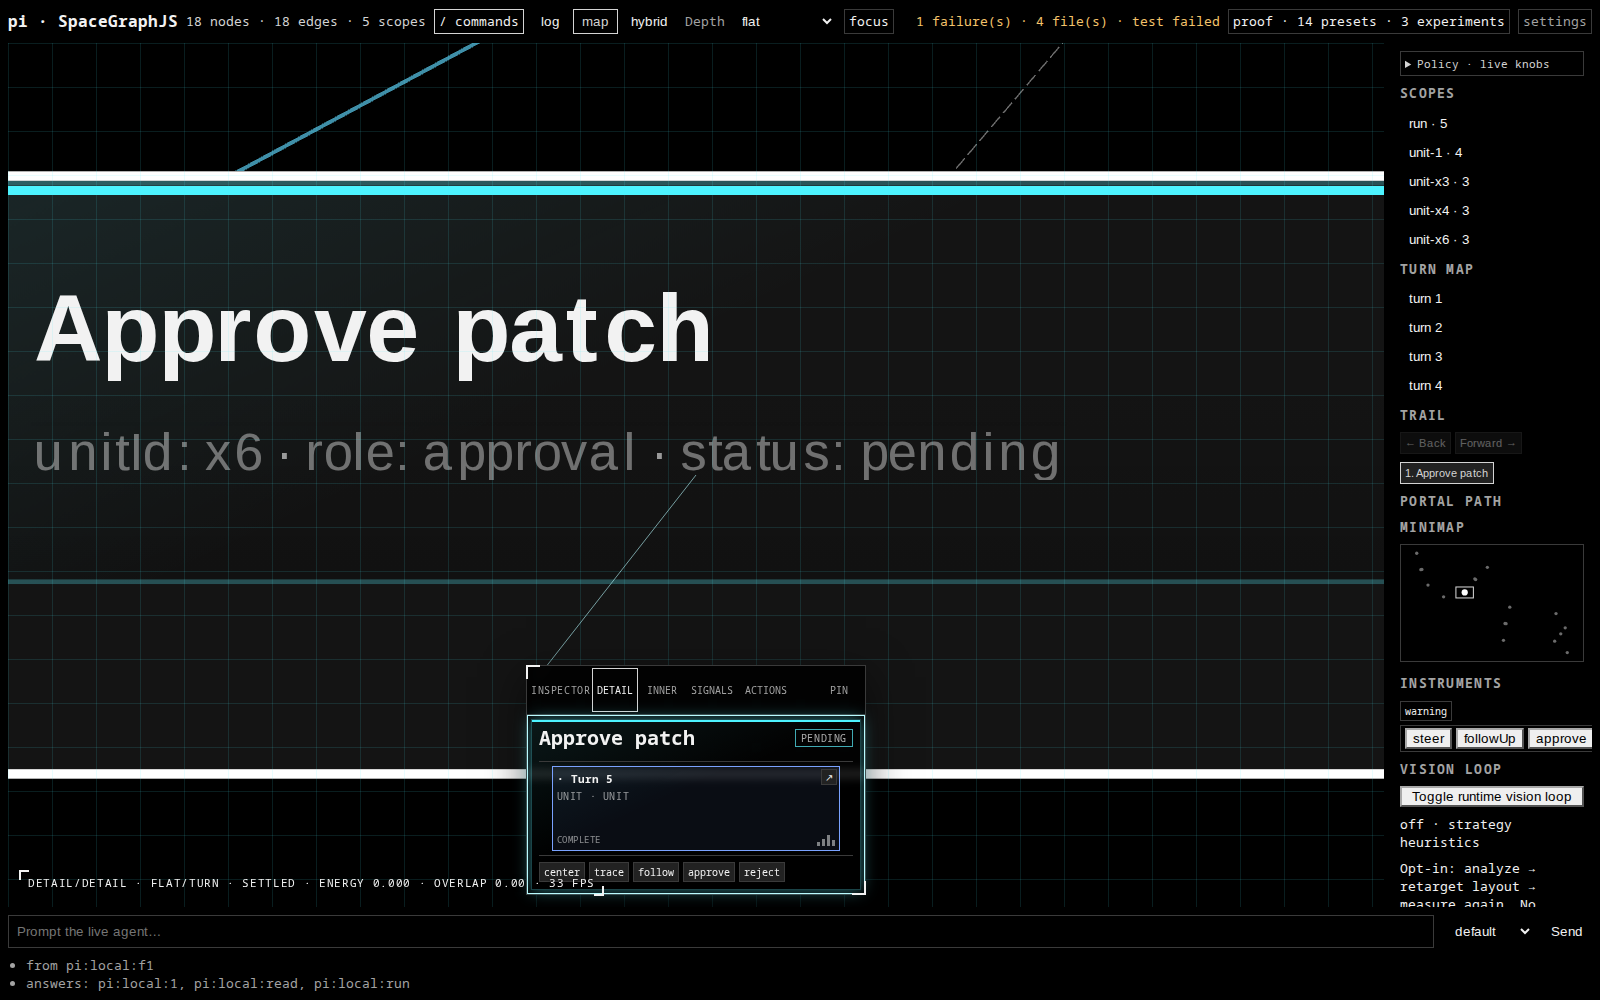 pi · SpaceGraphJS 18 nodes · 18 edges · 5 scopes / commands log map hybrid Depth flat focus 1 failure(s) · 4 file(s) · test failed proof · 14 presets · 3 experiments settings
Approve patch
unitId: x6 · role: approval · status: pending
INSPECTOR DETAIL INNER SIGNALS ACTIONS PIN
Approve patch PENDING
· Turn 5 ↗
UNIT · UNIT
COMPLETE
center trace follow approve reject
DETAIL/DETAIL · FLAT/TURN · SETTLED · ENERGY 0.000 · OVERLAP 0.00 · 33 FPS
▶ Policy · live knobs
SCOPES
run · 5
unit-1 · 4
unit-x3 · 3
unit-x4 · 3
unit-x6 · 3
TURN MAP
turn 1
turn 2
turn 3
turn 4
TRAIL
← Back Forward →
1. Approve patch
PORTAL PATH
MINIMAP
INSTRUMENTS
warning
steer followUp approve
VISION LOOP
Toggle runtime vision loop
off · strategy
heuristics
Opt-in: analyze →
retarget layout →
measure again. No
Prompt the live agent… default Send
• from pi:local:f1
• answers: pi:local:1, pi:local:read, pi:local:run